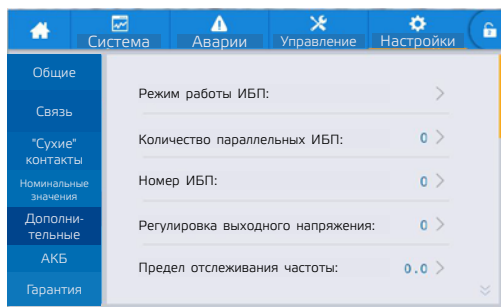 Система
Аварии
Управление
Настройки
Общие
Связь
"Сухие"
контакты
Номинальные
значения
Дополни-
тельные
АКБ
Гарантия
Режим работы ИБП:
Количество параллельных ИБП: 0
Номер ИБП: 0
Регулировка выходного напряжения: 0
Предел отслеживания частоты: 0.0